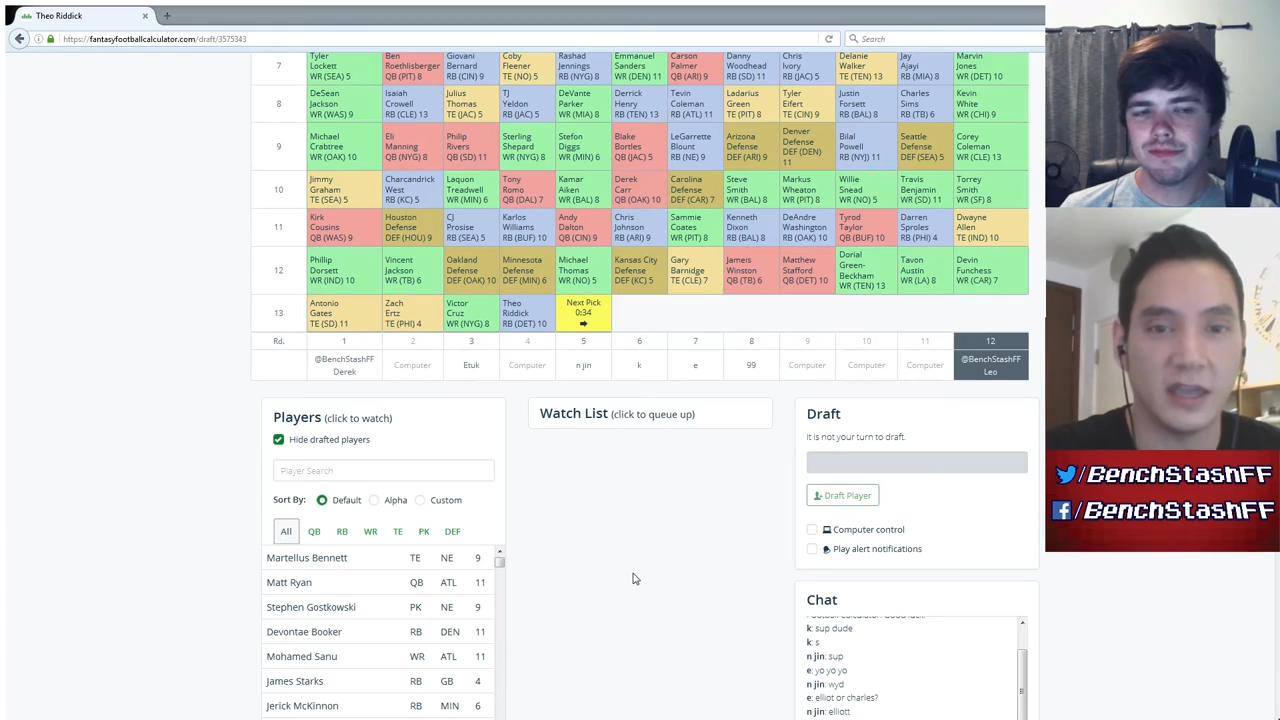 Theo Riddick
https://fantasyfootballcalculator.com/draft/3575343
Search
7
Tyler Lockett WR (SEA) 5
Ben Roethlisberger QB (PIT) 8
Giovani Bernard RB (CIN) 9
Coby Fleener TE (NO) 5
Rashad Jennings RB (NYG) 8
Emmanuel Sanders WR (DEN) 11
Carson Palmer QB (ARI) 9
Danny Woodhead RB (SD) 11
Chris Ivory RB (JAC) 5
Delanie Walker TE (TEN) 13
Jay Ajayi RB (MIA) 8
Marvin Jones WR (DET) 10
8
DeSean Jackson WR (WAS) 9
Isaiah Crowell RB (CLE) 13
Julius Thomas TE (JAC) 5
TJ Yeldon RB (JAC) 5
DeVante Parker WR (MIA) 8
Derrick Henry RB (TEN) 13
Tevin Coleman RB (ATL) 11
Ladarius Green TE (PIT) 8
Tyler Eifert TE (CIN) 9
Justin Forsett RB (BAL) 8
Charles Sims RB (TB) 6
Kevin White WR (CHI) 9
9
Michael Crabtree WR (OAK) 10
Eli Manning QB (NYG) 8
Philip Rivers QB (SD) 11
Sterling Shepard WR (NYG) 8
Stefon Diggs WR (MIN) 6
Blake Bortles QB (JAC) 5
LeGarrette Blount RB (NE) 9
Arizona Defense DEF (ARI) 9
Denver Defense DEF (DEN) 11
Bilal Powell RB (NYJ) 11
Seattle Defense DEF (SEA) 5
Corey Coleman WR (CLE) 13
10
Jimmy Graham TE (SEA) 5
Charcandrick West RB (KC) 5
Laquon Treadwell WR (MIN) 6
Tony Romo QB (DAL) 7
Kamar Aiken WR (BAL) 8
Derek Carr QB (OAK) 10
Carolina Defense DEF (CAR) 7
Steve Smith WR (BAL) 8
Markus Wheaton WR (PIT) 8
Willie Snead WR (NO) 5
Travis Benjamin WR (SD) 11
Torrey Smith WR (SF) 8
11
Kirk Cousins QB (WAS) 9
Houston Defense DEF (HOU) 9
CJ Prosise RB (SEA) 5
Karlos Williams RB (BUF) 10
Andy Dalton QB (CIN) 9
Chris Johnson RB (ARI) 9
Sammie Coates WR (PIT) 8
Kenneth Dixon RB (BAL) 8
DeAndre Washington RB (OAK) 10
Tyrod Taylor QB (BUF) 10
Darren Sproles RB (PHI) 4
Dwayne Allen TE (IND) 10
12
Phillip Dorsett WR (IND) 10
Vincent Jackson WR (TB) 6
Oakland Defense DEF (OAK) 10
Minnesota Defense DEF (MIN) 6
Michael Thomas WR (NO) 5
Kansas City Defense DEF (KC) 5
Gary Barnidge TE (CLE) 7
Jameis Winston QB (TB) 6
Matthew Stafford QB (DET) 10
Dorial Green-Beckham WR (TEN) 13
Tavon Austin WR (LA) 8
Devin Funchess WR (CAR) 7
13
Antonio Gates TE (SD) 11
Zach Ertz TE (PHI) 4
Victor Cruz WR (NYG) 8
Theo Riddick RB (DET) 10
Next Pick 0:34
Rd. 1 2 3 4 5 6 7 8 9 10 11 12
@BenchStashFF Derek
Computer
Etuk
Computer
n jin
k
e
99
Computer
Computer
Computer
@BenchStashFF Leo
Players (click to watch)
Hide drafted players
Player Search
Sort By: Default Alpha Custom
All QB RB WR TE PK DEF
Martellus Bennett TE NE 9
Matt Ryan QB ATL 11
Stephen Gostkowski PK NE 9
Devontae Booker RB DEN 11
Mohamed Sanu WR ATL 11
James Starks RB GB 4
Jerick McKinnon RB MIN 6
Watch List (click to queue up)
Draft
It is not your turn to draft.
Draft Player
Computer control
Play alert notifications
Chat
k: sup dude
k: s
n jin: sup
e: yo yo yo
n jin: wyd
e: elliot or charles?
n jin: elliott
/BenchStashFF
/BenchStashFF